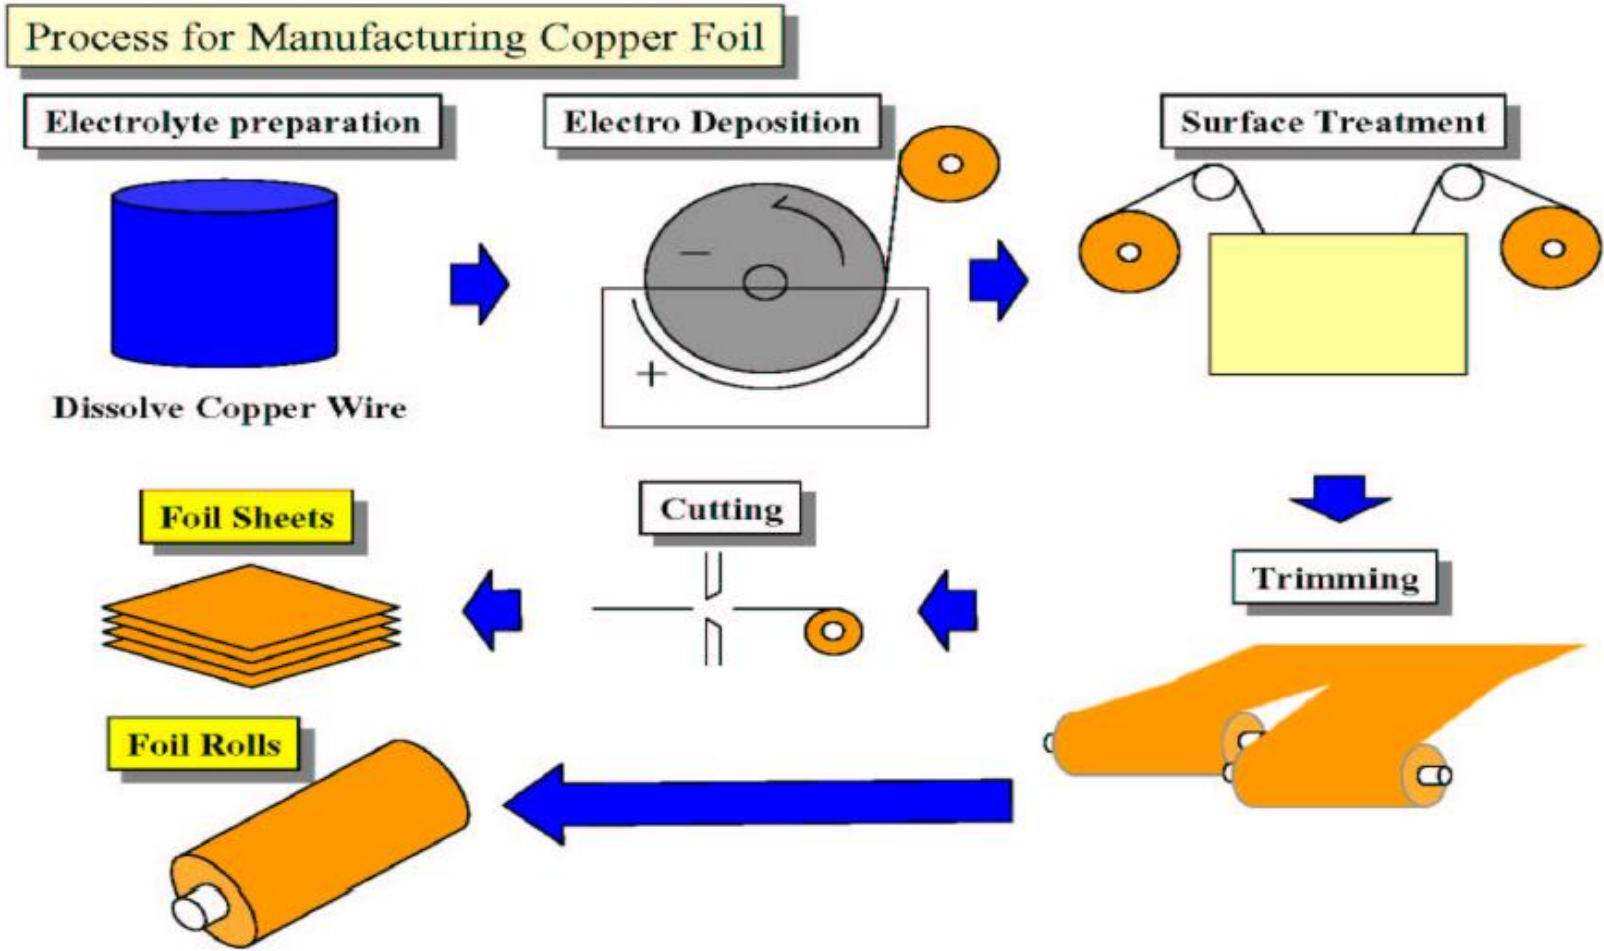 Process for Manufacturing Copper Foil
Electrolyte preparation
Electro Deposition
Surface Treatment
−
+
Dissolve Copper Wire
Foil Sheets
Cutting
Trimming
Foil Rolls